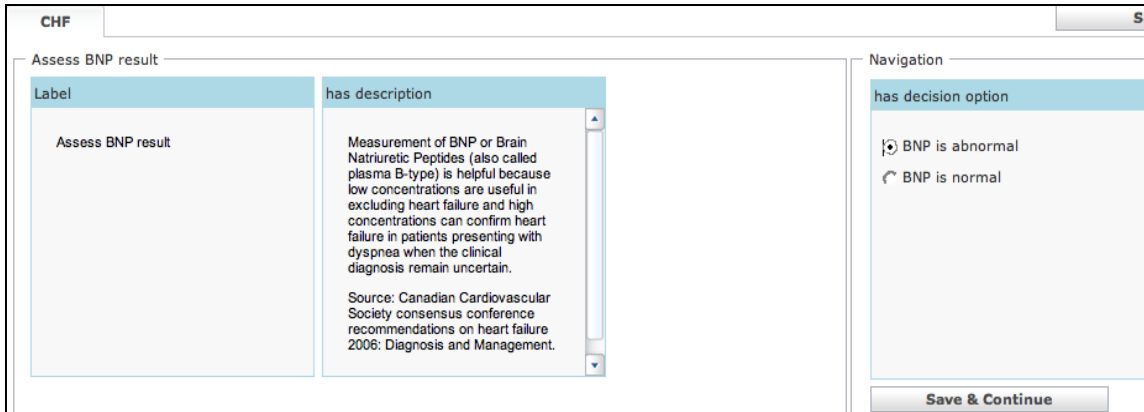 CHF
S
Assess BNP result
Navigation
Label
has description
has decision option
Assess BNP result
Measurement of BNP or Brain
Natriuretic Peptides (also called
plasma B-type) is helpful because
low concentrations are useful in
excluding heart failure and high
concentrations can confirm heart
failure in patients presenting with
dyspnea when the clinical
diagnosis remain uncertain.
Source: Canadian Cardiovascular
Society consensus conference
recommendations on heart failure
2006: Diagnosis and Management.
BNP is abnormal
BNP is normal
Save & Continue